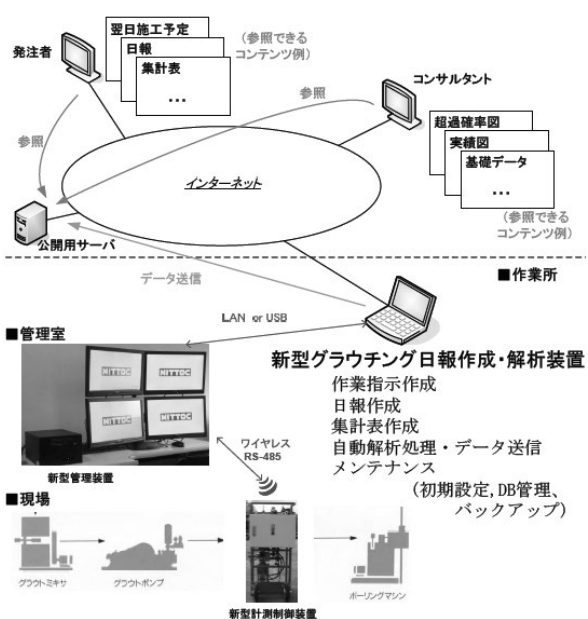 発注者
翌日施工予定
日報
集計表
…
(参照できる
コンテンツ例)
コンサルタント
参照
超過確率図
実績図
基礎データ
…
(参照できる
コンテンツ例)
参照
インターネット
公開用サーバ
データ送信
■作業所
LAN or USB
■管理室
新型グラウチング日報作成・解析装置
作業指示作成
日報作成
集計表作成
自動解析処理・データ送信
メンテナンス
(初期設定,DB管理、
バックアップ)
NITTOC
NITTOC
NITTOC
NITTOC
ワイヤレス
RS-485
新型管理装置
■現場
グラウトミキサ
グラウトポンプ
新型計測制御装置
ボーリングマシン